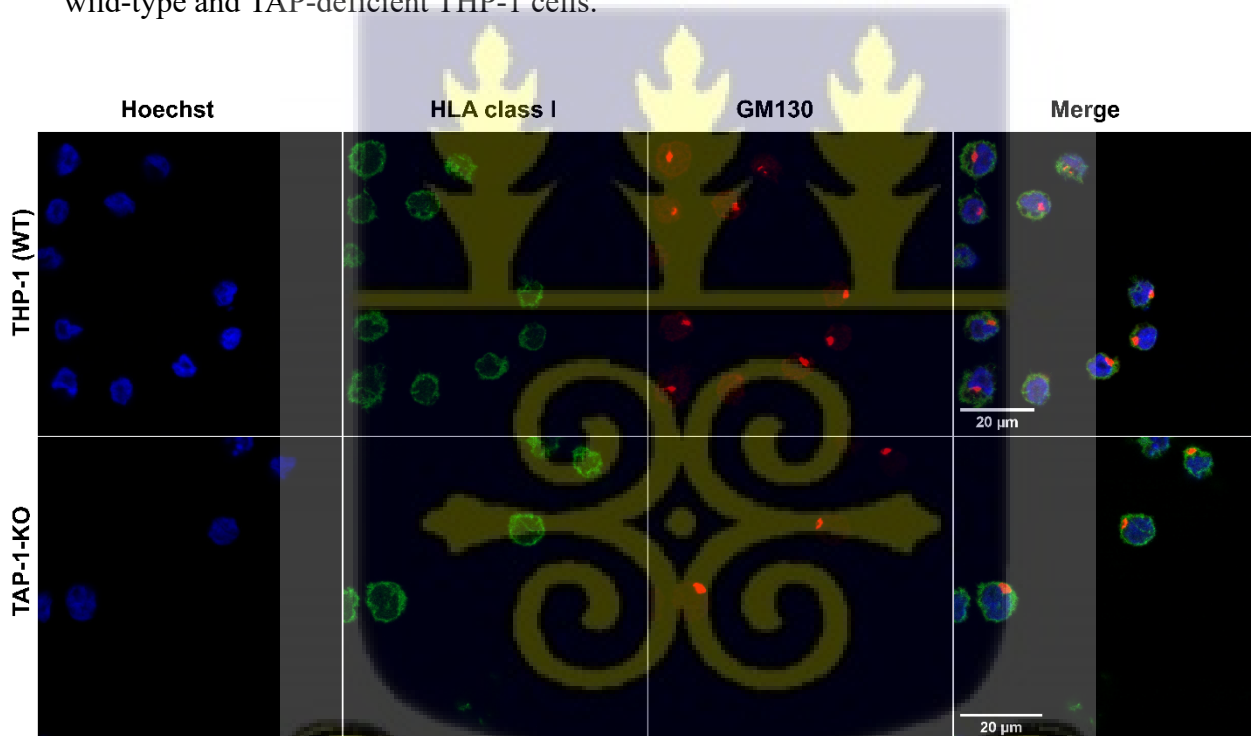 wild-type and TAP-deficient THP-1 cells.
Hoechst HLA class I GM130 Merge
THP-1 (WT)
20 µm
TAP-1-KO
20 µm